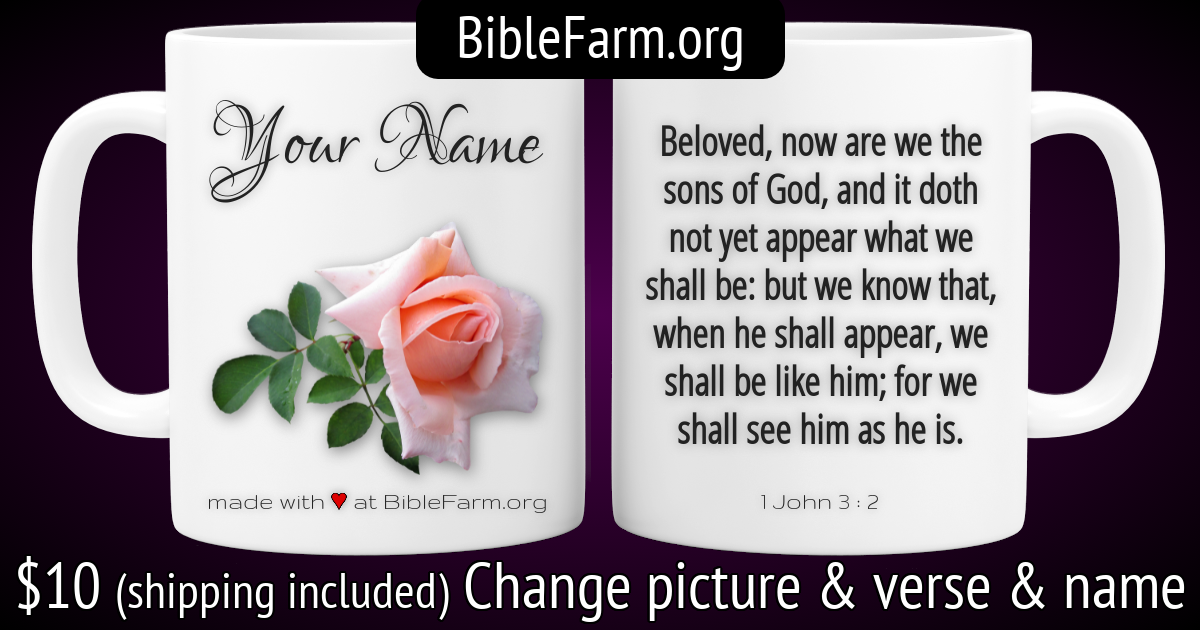 BibleFarm.org
Your Name
made with ♥ at BibleFarm.org
Beloved, now are we the
sons of God, and it doth
not yet appear what we
shall be: but we know that,
when he shall appear, we
shall be like him; for we
shall see him as he is.
1 John 3 : 2
$10 (shipping included) Change picture & verse & name